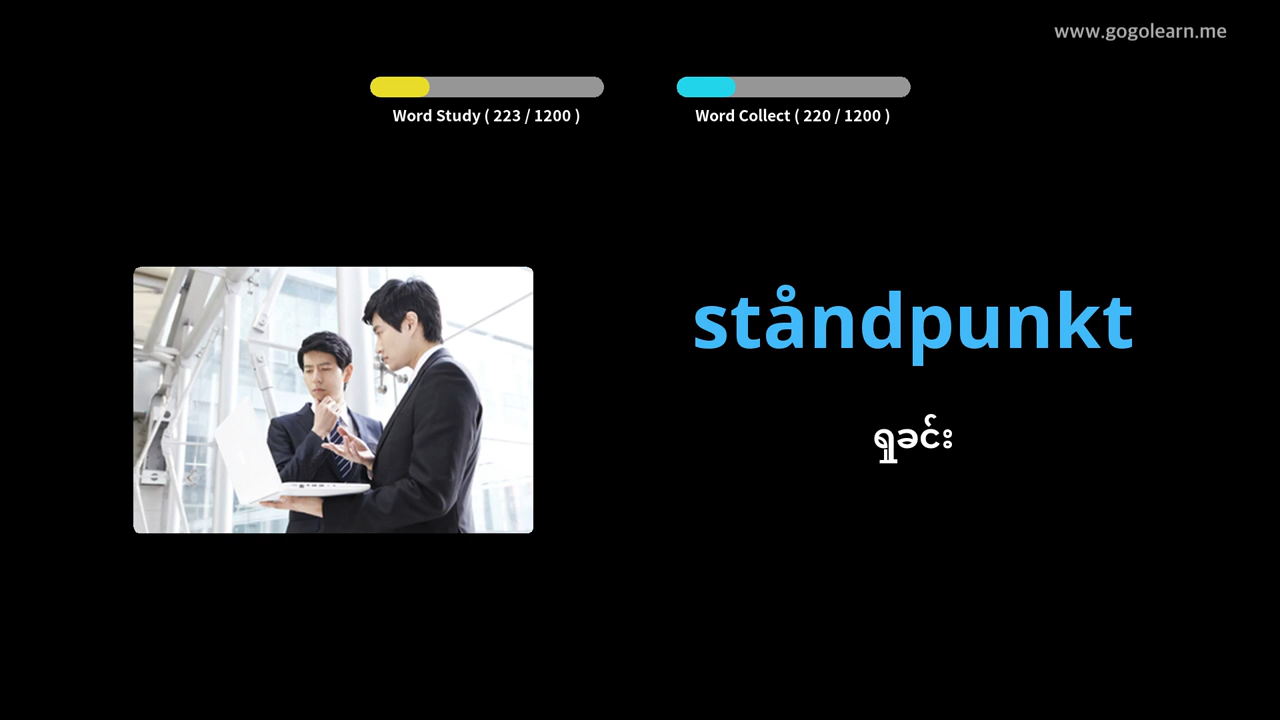 www.gogolearn.me
Word Study ( 223 / 1200 )
Word Collect ( 220 / 1200 )
ståndpunkt
ရှုခင်း